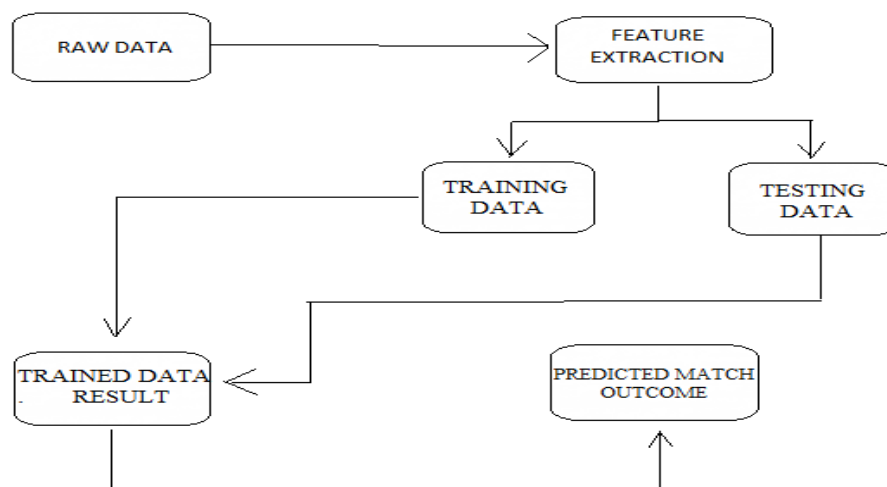 RAW DATA
FEATURE
EXTRACTION
TRAINING
DATA
TESTING
DATA
TRAINED DATA
RESULT
PREDICTED MATCH
OUTCOME